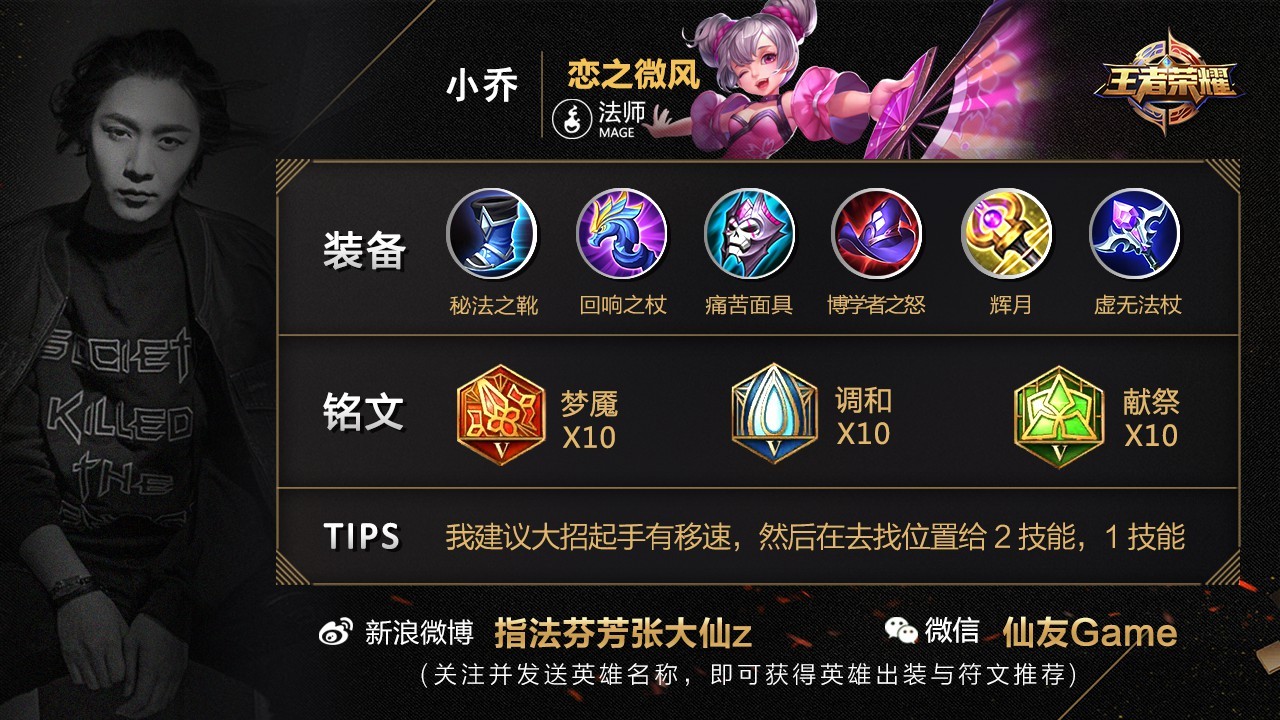 小乔
恋之微风
法师
MAGE
王者荣耀
装备
秘法之靴
回响之杖
痛苦面具
博学者之怒
辉月
虚无法杖
铭文
V
梦魇
X10
V
调和
X10
V
献祭
X10
TIPS
我建议大招起手有移速，然后在去找位置给 2 技能，1 技能
新浪微博 指法芬芳张大仙z
微信 仙友Game
（关注并发送英雄名称，即可获得英雄出装与符文推荐）
SOCIET
KILLED
THE